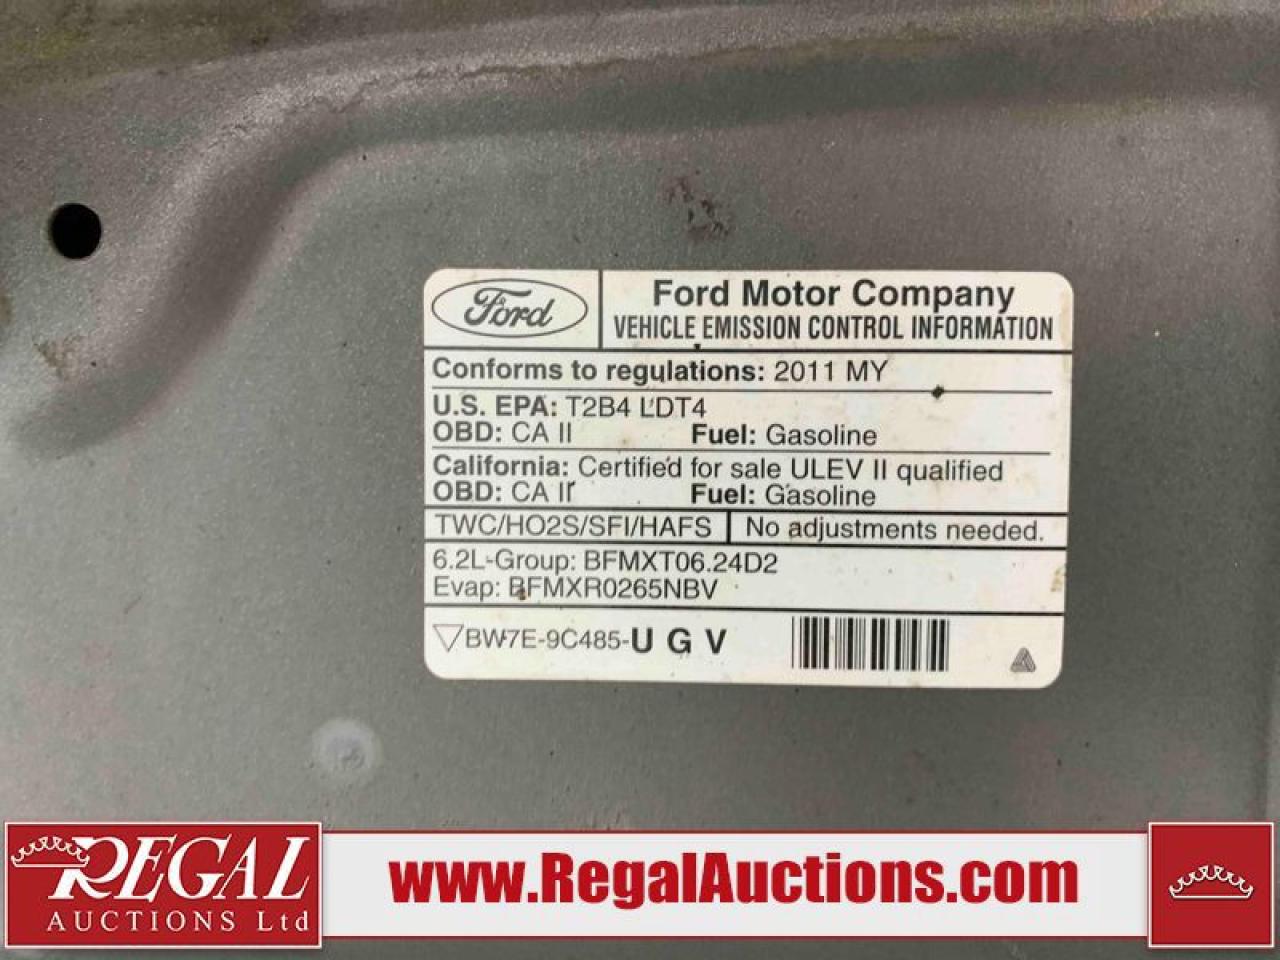 Ford
Ford Motor Company
VEHICLE EMISSION CONTROL INFORMATION
Conforms to regulations: 2011 MY
U.S. EPA: T2B4 LDT4
OBD: CA II Fuel: Gasoline
California: Certified for sale ULEV II qualified
OBD: CA II Fuel: Gasoline
TWC/HO2S/SFI/HAFS No adjustments needed.
6.2L-Group: BFMXT06.24D2
Evap: BFMXR0265NBV
BW7E-9C485-U G V
REGAL
AUCTIONS Ltd
www.RegalAuctions.com